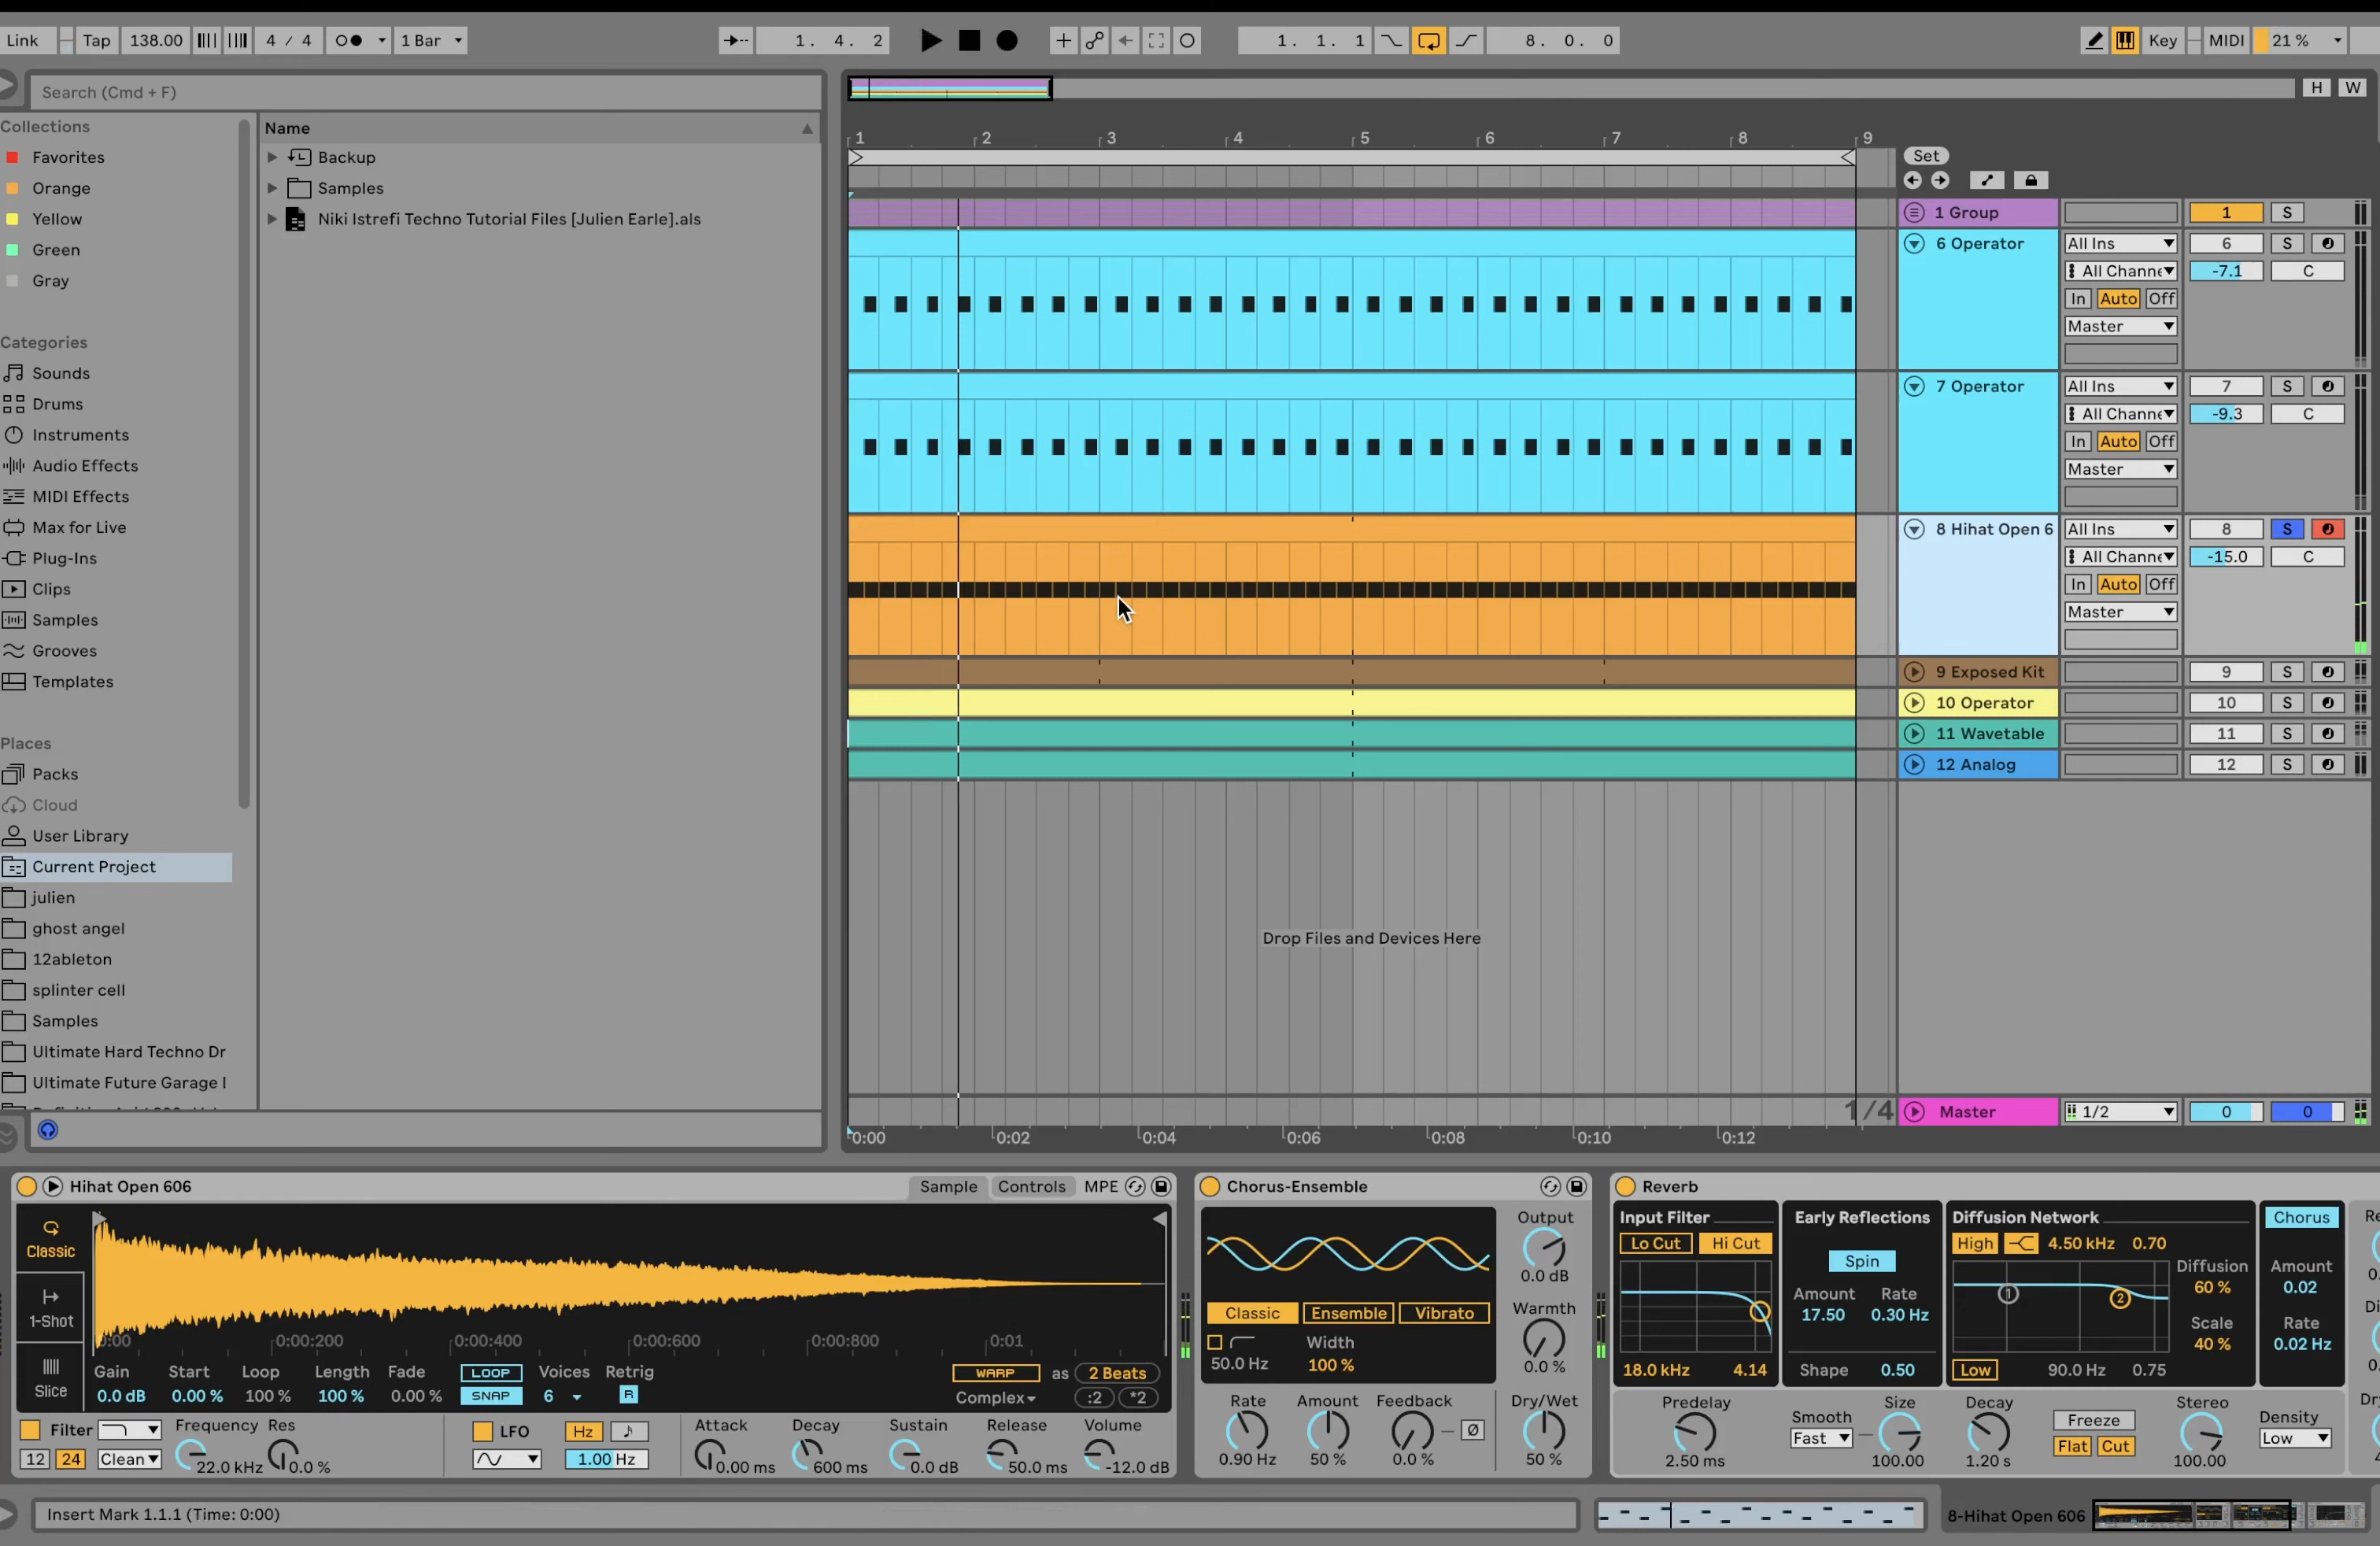 Link Tap 138.00 4 / 4 1 Bar 1. 4. 2 1. 1. 1 8. 0. 0 Key MIDI 21 %
Search (Cmd + F)
H W
Collections
Favorites
Orange
Yellow
Green
Gray
Categories
Sounds
Drums
Instruments
Audio Effects
MIDI Effects
Max for Live
Plug-Ins
Clips
Samples
Grooves
Templates
Places
Packs
Cloud
User Library
Current Project
julien
ghost angel
12ableton
splinter cell
Samples
Ultimate Hard Techno Dr
Ultimate Future Garage
Name
Backup
Samples
Niki Istrefi Techno Tutorial Files [Julien Earle].als
1 2 3 4 5 6 7 8 9
Set
1 Group 1 S
6 Operator All Ins 6 S
All Channe -7.1 C
In Auto Off
Master
7 Operator All Ins 7 S
All Channe -9.3 C
In Auto Off
Master
8 Hihat Open 6 All Ins 8 S
All Channe -15.0 C
In Auto Off
Master
9 Exposed Kit 9 S
10 Operator 10 S
11 Wavetable 11 S
12 Analog 12 S
Drop Files and Devices Here
1/4 Master 1/2 0 0
0:00 0:02 0:04 0:06 0:08 0:10 0:12
Hihat Open 606 Sample Controls MPE
Classic
1-Shot
Slice
0:00:200 0:00:400 0:00:600 0:00:800 0:01
Gain Start Loop Length Fade LOOP Voices Retrig WARP as 2 Beats
0.0 dB 0.00 % 100 % 100 % 0.00 % SNAP 6 R Complex :2 *2
Filter Frequency Res LFO Hz Attack Decay Sustain Release Volume
12 24 Clean 22.0 kHz 0.0 % 1.00 Hz 0.00 ms 600 ms 0.0 dB 50.0 ms -12.0 dB
Chorus-Ensemble
Output
0.0 dB
Classic Ensemble Vibrato
Warmth
0.0 %
Width
50.0 Hz 100 %
Rate Amount Feedback Dry/Wet
0.90 Hz 50 % 0.0 % Ø 50 %
Reverb
Input Filter Early Reflections Diffusion Network Chorus
Lo Cut Hi Cut Spin High 4.50 kHz 0.70
Diffusion
60 %
Amount Rate Amount
17.50 0.30 Hz 0.02
Scale
40 %
Rate
0.02 Hz
18.0 kHz 4.14 Shape 0.50 Low 90.0 Hz 0.75
Predelay Smooth Size Decay Freeze Stereo Density
2.50 ms Fast 100.00 1.20 s Flat Cut 100.00 Low
Insert Mark 1.1.1 (Time: 0:00)
8-Hihat Open 606